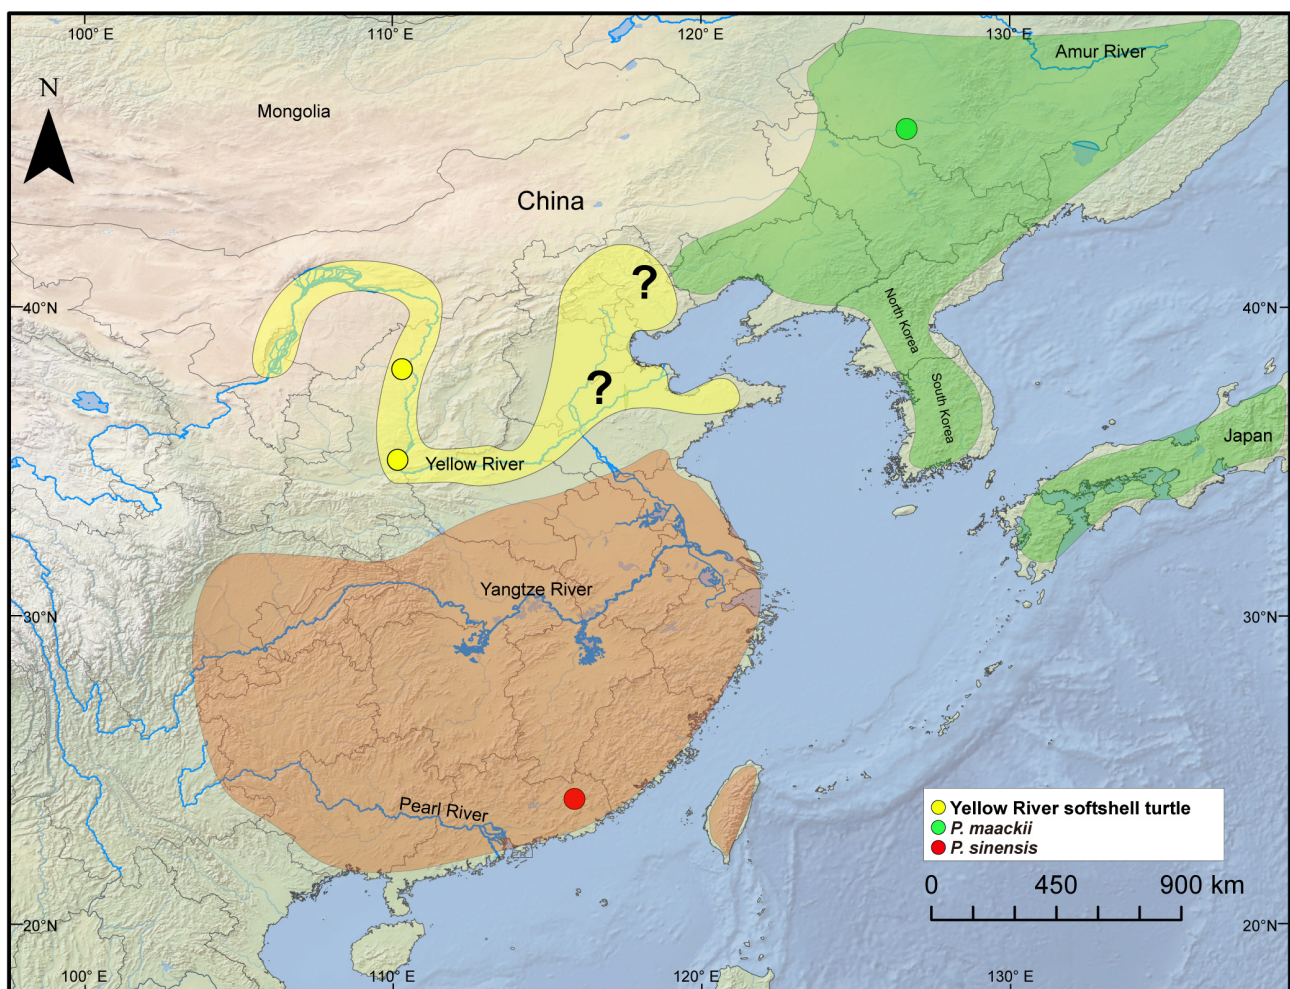 100° E
110° E
120° E
130° E
Amur River
N
Mongolia
China
?
40°N
40°N
North Korea
?
South Korea
Japan
Yellow River
Yangtze River
30°N
30°N
Pearl River
Yellow River softshell turtle
P. maackii
P. sinensis
0 450 900 km
20°N
20°N
100° E
110° E
120° E
130° E